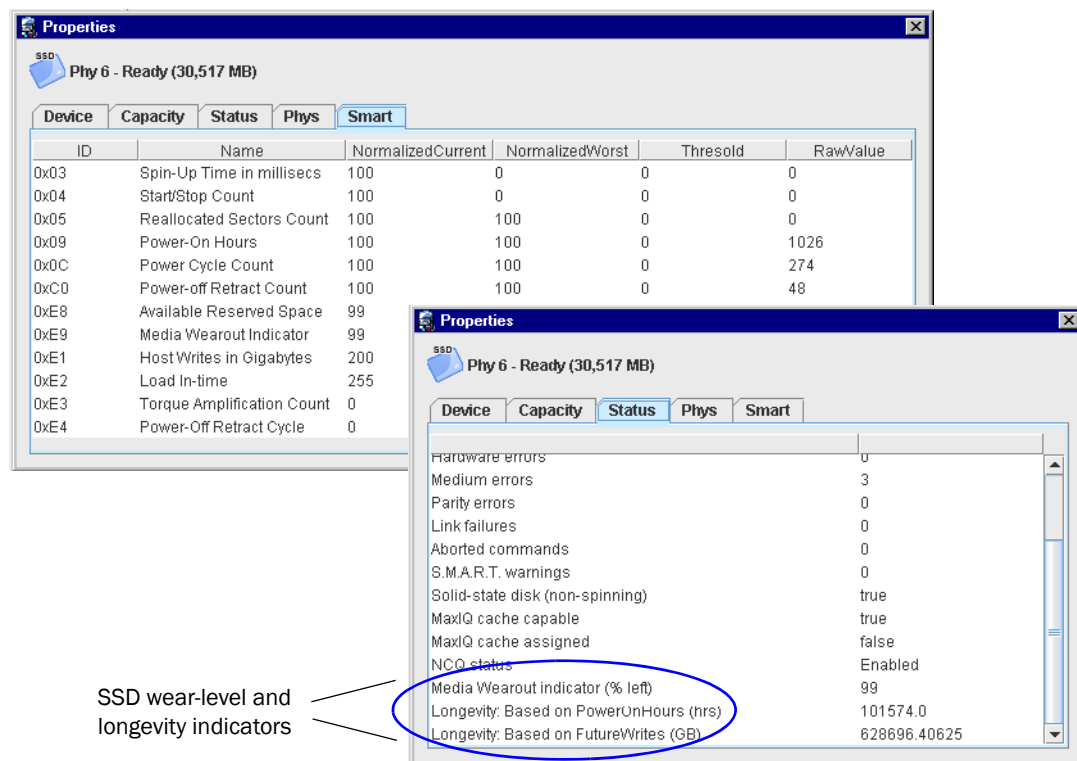 Properties
SSD
Phy 6 - Ready (30,517 MB)
Device Capacity Status Phys Smart
ID Name NormalizedCurrent NormalizedWorst Thresold RawValue
0x03 Spin-Up Time in millisecs 100 0 0 0
0x04 Start/Stop Count 100 0 0 0
0x05 Reallocated Sectors Count 100 100 0 0
0x09 Power-On Hours 100 100 0 1026
0x0C Power Cycle Count 100 100 0 274
0xC0 Power-off Retract Count 100 100 0 48
0xE8 Available Reserved Space 99
0xE9 Media Wearout Indicator 99
0xE1 Host Writes in Gigabytes 200
0xE2 Load In-time 255
0xE3 Torque Amplification Count 0
0xE4 Power-Off Retract Cycle 0
Properties
SSD
Phy 6 - Ready (30,517 MB)
Device Capacity Status Phys Smart
Hardware errors 0
Medium errors 3
Parity errors 0
Link failures 0
Aborted commands 0
S.M.A.R.T. warnings 0
Solid-state disk (non-spinning) true
MaxIQ cache capable true
MaxIQ cache assigned false
NCQ status Enabled
Media Wearout indicator (% left) 99
Longevity: Based on PowerOnHours (hrs) 101574.0
Longevity: Based on FutureWrites (GB) 628696.40625
SSD wear-level and
longevity indicators